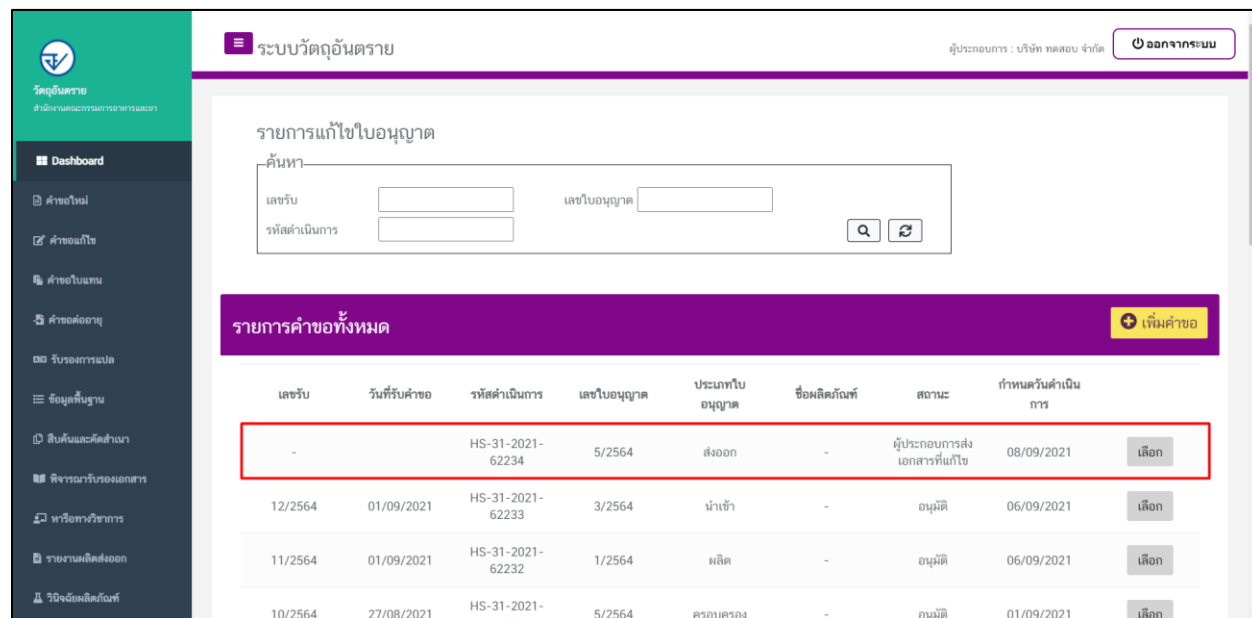 ระบบวัตถุอันตราย
ผู้ประกอบการ : บริษัท ทดสอบ จำกัด
ออกจากระบบ
วัตถุอันตราย
สำนักงานคณะกรรมการอาหารและยา
Dashboard
คำขอใหม่
คำขอแก้ไข
คำขอใบแทน
คำขอต่ออายุ
รับรองการแปล
ข้อมูลพื้นฐาน
สืบค้นและคัดสำเนา
พิจารณารับรองเอกสาร
หารือทางวิชาการ
รายงานผลิตส่งออก
วินิจฉัยผลิตภัณฑ์
รายการแก้ไขใบอนุญาต
ค้นหา
เลขรับ เลขใบอนุญาต
รหัสดำเนินการ
รายการคำขอทั้งหมด เพิ่มคำขอ
เลขรับ วันที่รับคำขอ รหัสดำเนินการ เลขใบอนุญาต ประเภทใบ ชื่อผลิตภัณฑ์ สถานะ กำหนดวันดำเนิน
อนุญาต การ
- HS-31-2021- 5/2564 ส่งออก - ผู้ประกอบการส่ง 08/09/2021 เลือก
62234 เอกสารที่แก้ไข
12/2564 01/09/2021 HS-31-2021- 3/2564 นำเข้า - อนุมัติ 06/09/2021 เลือก
62233
11/2564 01/09/2021 HS-31-2021- 1/2564 ผลิต - อนุมัติ 06/09/2021 เลือก
62232
10/2564 27/08/2021 HS-31-2021- 5/2564 ครอบครอง - อนุมัติ 01/09/2021 เลือก